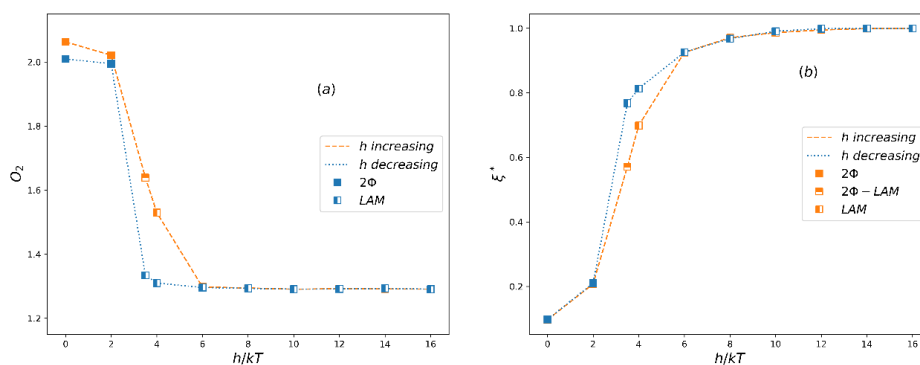 (a)
O2
2.0
1.8
1.6
1.4
1.2
h increasing
h decreasing
2Φ
LAM
0 2 4 6 8 10 12 14 16
h/kT
(b)
ξ*
1.0
0.8
0.6
0.4
0.2
h increasing
h decreasing
2Φ
2Φ − LAM
LAM
0 2 4 6 8 10 12 14 16
h/kT